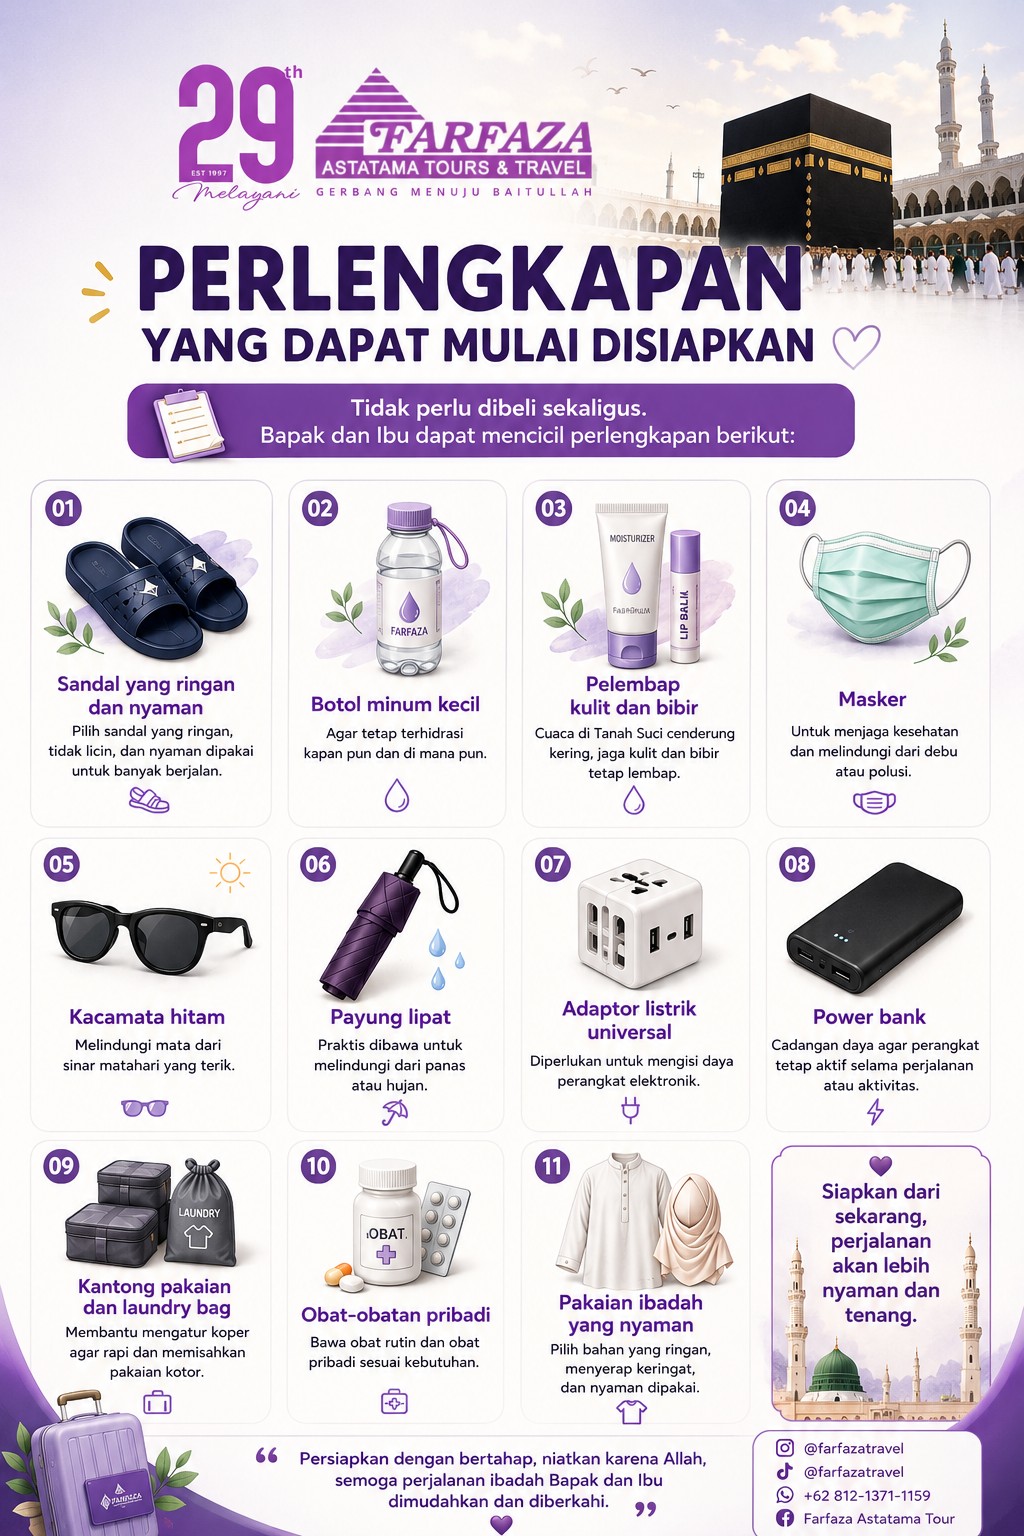 29th
EST 1997
Melayani
FARFAZA
ASTATAMA TOURS & TRAVEL
GERBANG MENUJU BAITULLAH
PERLENGKAPAN
YANG DAPAT MULAI DISIAPKAN
Tidak perlu dibeli sekaligus.
Bapak dan Ibu dapat mencicil perlengkapan berikut:
01
Sandal yang ringan
dan nyaman
Pilih sandal yang ringan,
tidak licin, dan nyaman dipakai
untuk banyak berjalan.
02
FARFAZA
Botol minum kecil
Agar tetap terhidrasi
kapan pun dan di mana pun.
03
MOISTURIZER
LIP BALM
Pelembap
kulit dan bibir
Cuaca di Tanah Suci cenderung
kering, jaga kulit dan bibir
tetap lembap.
04
Masker
Untuk menjaga kesehatan
dan melindungi dari debu
atau polusi.
05
Kacamata hitam
Melindungi mata dari
sinar matahari yang terik.
06
Payung lipat
Praktis dibawa untuk
melindungi dari panas
atau hujan.
07
Adaptor listrik
universal
Diperlukan untuk mengisi daya
perangkat elektronik.
08
Power bank
Cadangan daya agar perangkat
tetap aktif selama perjalanan
atau aktivitas.
09
LAUNDRY
Kantong pakaian
dan laundry bag
Membantu mengatur koper
agar rapi dan memisahkan
pakaian kotor.
10
OBAT
Obat-obatan pribadi
Bawa obat rutin dan obat
pribadi sesuai kebutuhan.
11
Pakaian ibadah
yang nyaman
Pilih bahan yang ringan,
menyerap keringat,
dan nyaman dipakai.
Siapkan dari
sekarang,
perjalanan
akan lebih
nyaman dan
tenang.
“ Persiapkan dengan bertahap, niatkan karena Allah,
semoga perjalanan ibadah Bapak dan Ibu
dimudahkan dan diberkahi. ”
@farfazatravel
@farfazatravel
+62 812-1371-1159
Farfaza Astatama Tour